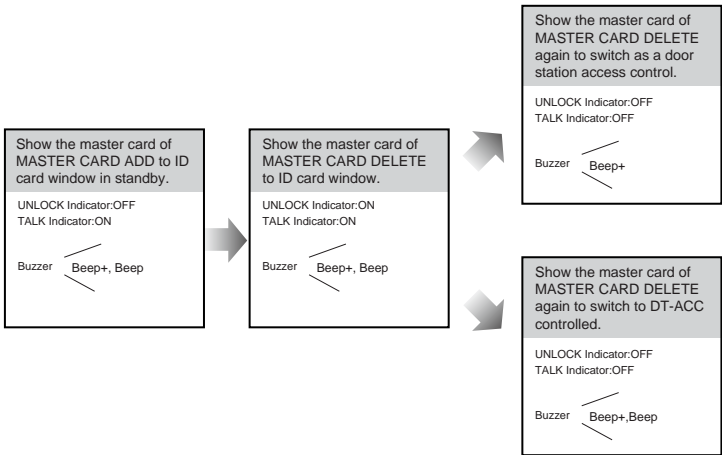 Show the master card of
MASTER CARD ADD to ID
card window in standby.
UNLOCK Indicator:OFF
TALK Indicator:ON
Buzzer Beep+, Beep
Show the master card of
MASTER CARD DELETE
to ID card window.
UNLOCK Indicator:ON
TALK Indicator:ON
Buzzer Beep+, Beep
Show the master card of
MASTER CARD DELETE
again to switch as a door
station access control.
UNLOCK Indicator:OFF
TALK Indicator:OFF
Buzzer Beep+
Show the master card of
MASTER CARD DELETE
again to switch to DT-ACC
controlled.
UNLOCK Indicator:OFF
TALK Indicator:OFF
Buzzer Beep+,Beep